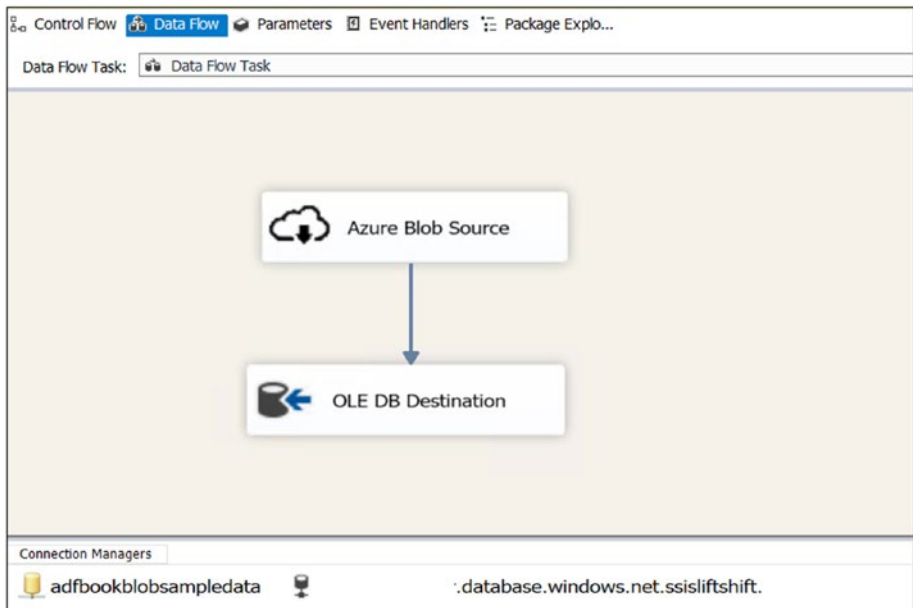 Control Flow Data Flow Parameters Event Handlers Package Explo...
Data Flow Task: Data Flow Task
Azure Blob Source
OLE DB Destination
Connection Managers
adfbookblobsampledata .database.windows.net.ssisliftshift.